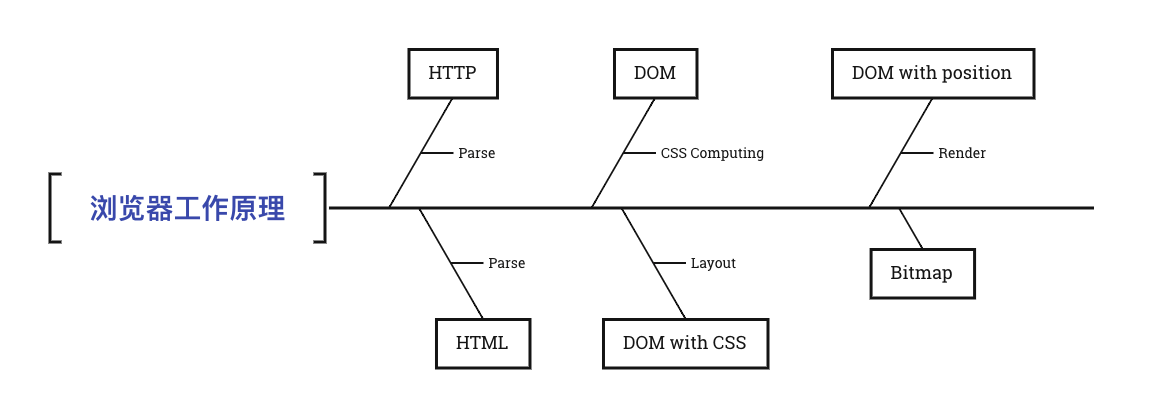 浏览器工作原理
HTTP
Parse
HTML
Parse
DOM
CSS Computing
DOM with CSS
Layout
DOM with position
Render
Bitmap